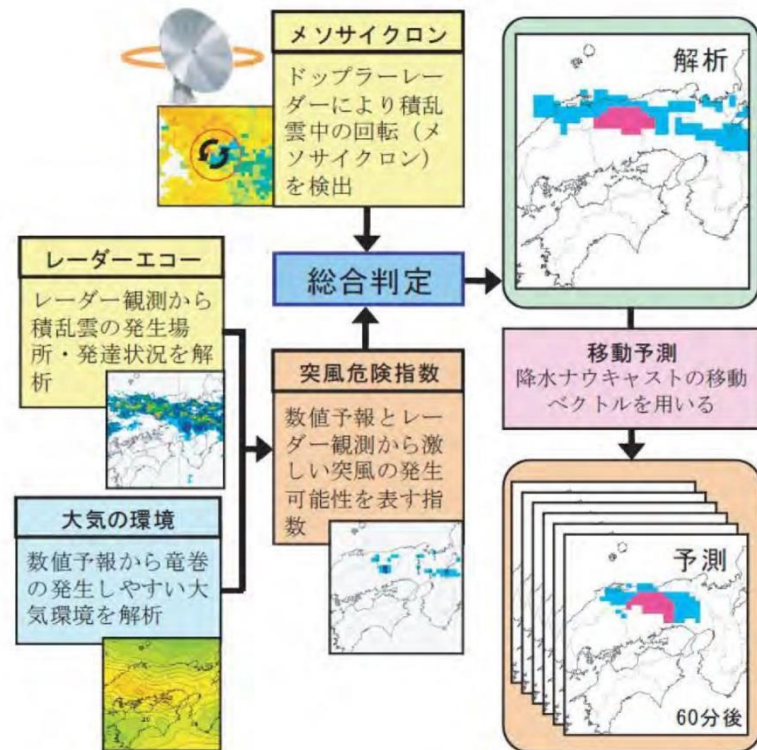 メソサイクロン
ドップラーレー
ダーにより積乱
雲中の回転（メ
ソサイクロン）
を検出
解析
レーダーエコー
レーダー観測から
積乱雲の発生場
所・発達状況を解
析
総合判定
突風危険指数
数値予報とレー
ダー観測から激
しい突風の発生
可能性を表す指
数
大気の環境
数値予報から竜巻
の発生しやすい大
気環境を解析
移動予測
降水ナウキャストの移動
ベクトルを用いる
予測
60分後